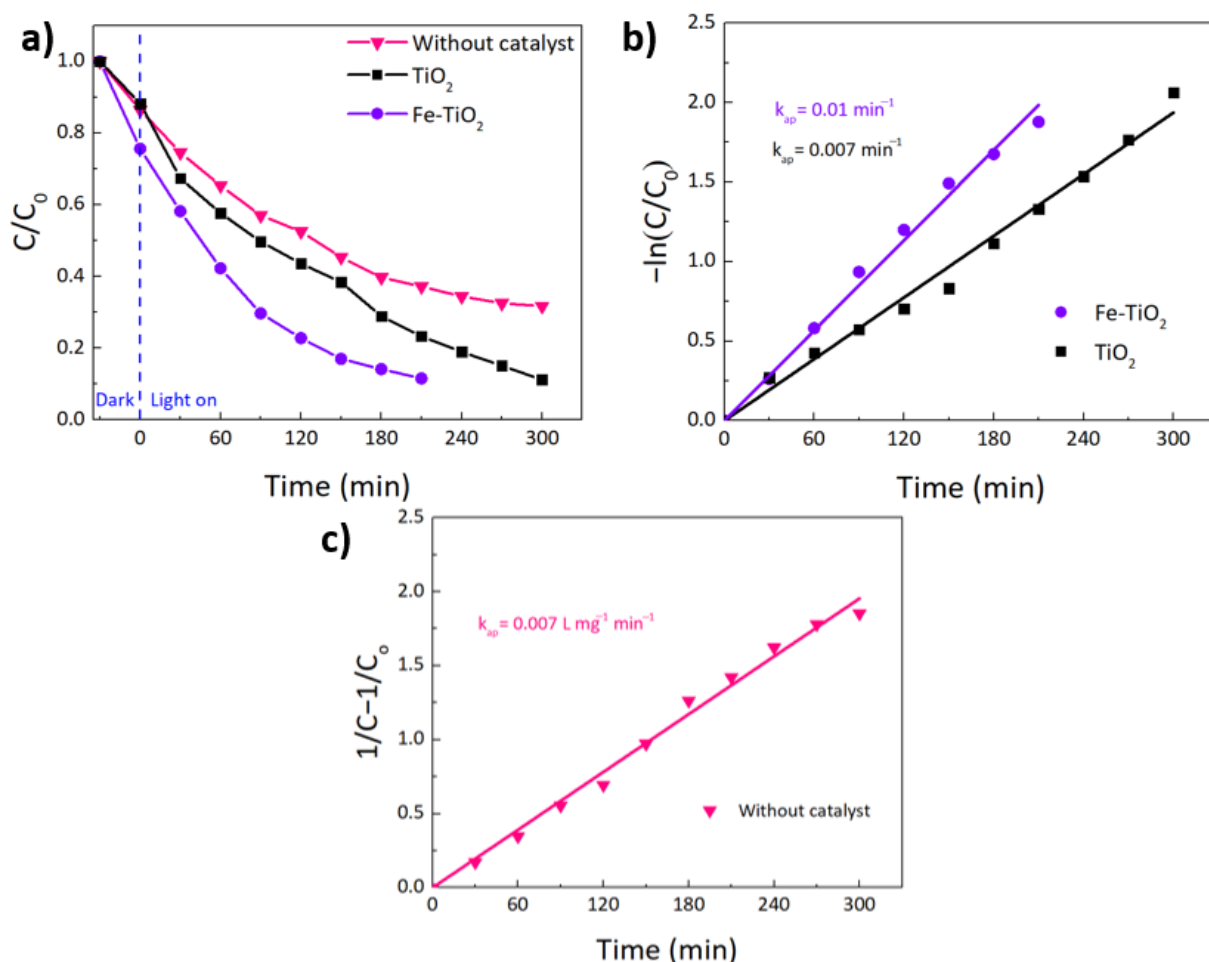 a)
Without catalyst
TiO₂
Fe-TiO₂
1.0
0.8
0.6
0.4
0.2
0.0
C/C₀
Dark
Light on
0
60
120
180
240
300
Time (min)
b)
2.5
2.0
1.5
1.0
0.5
0.0
−ln(C/C₀)
kₐₚ= 0.01 min⁻¹
kₐₚ= 0.007 min⁻¹
Fe-TiO₂
TiO₂
0
60
120
180
240
300
Time (min)
c)
2.5
2.0
1.5
1.0
0.5
0.0
1/C−1/Cₒ
kₐₚ= 0.007 L mg⁻¹ min⁻¹
Without catalyst
0
60
120
180
240
300
Time (min)